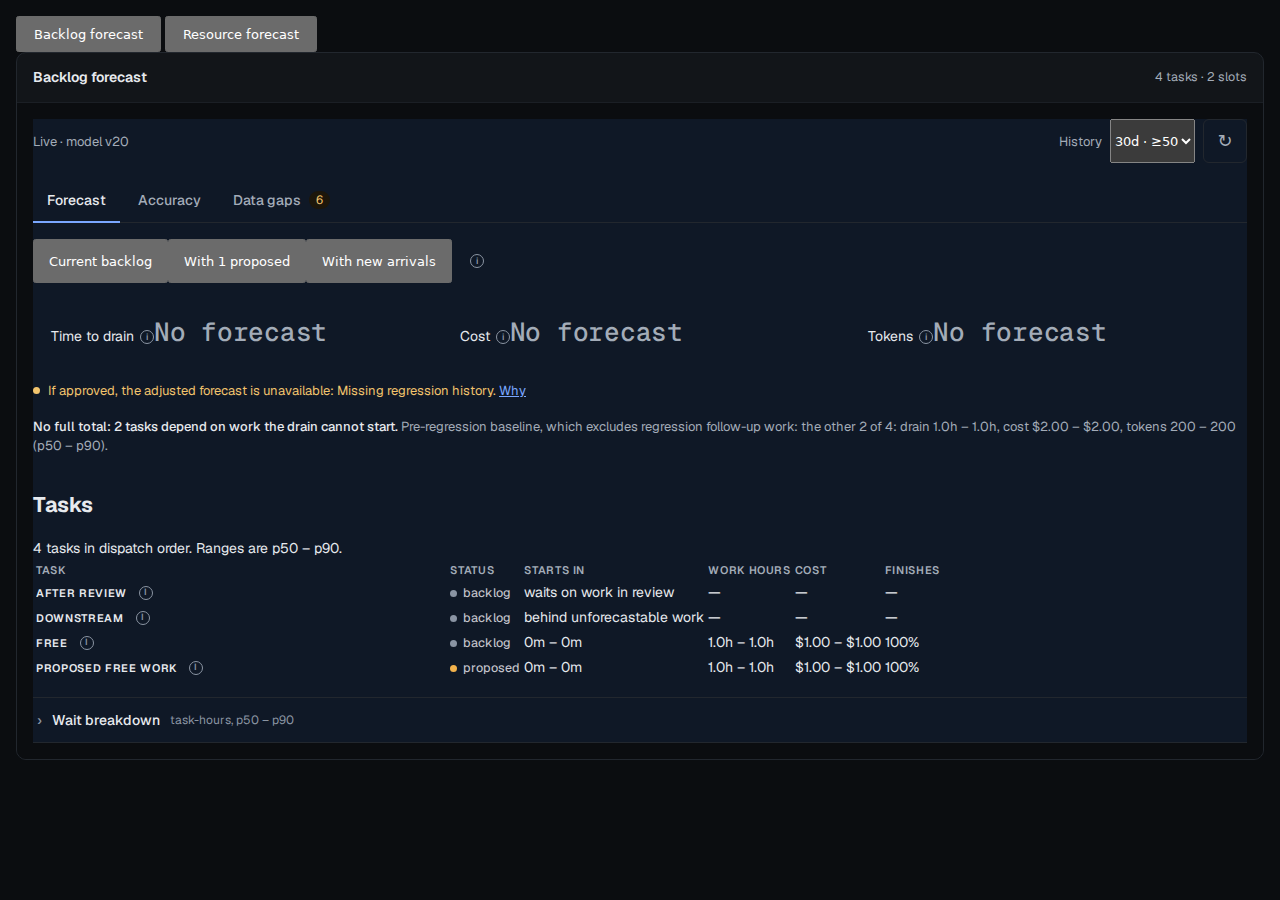 Backlog forecast Resource forecast
Backlog forecast 4 tasks · 2 slots
Live · model v20 History 30d · ≥50 ↻
Forecast Accuracy Data gaps 6
Current backlog With 1 proposed With new arrivals i
Time to drain i No forecast Cost i No forecast Tokens i No forecast
If approved, the adjusted forecast is unavailable: Missing regression history. Why
No full total: 2 tasks depend on work the drain cannot start. Pre-regression baseline, which excludes regression follow-up work: the other 2 of 4: drain 1.0h – 1.0h, cost $2.00 – $2.00, tokens 200 – 200
(p50 – p90).
Tasks
4 tasks in dispatch order. Ranges are p50 – p90.
TASK STATUS STARTS IN WORK HOURS COST FINISHES
AFTER REVIEW i backlog waits on work in review — — —
DOWNSTREAM i backlog behind unforecastable work — — —
FREE i backlog 0m – 0m 1.0h – 1.0h $1.00 – $1.00 100%
PROPOSED FREE WORK i proposed 0m – 0m 1.0h – 1.0h $1.00 – $1.00 100%
› Wait breakdown task-hours, p50 – p90